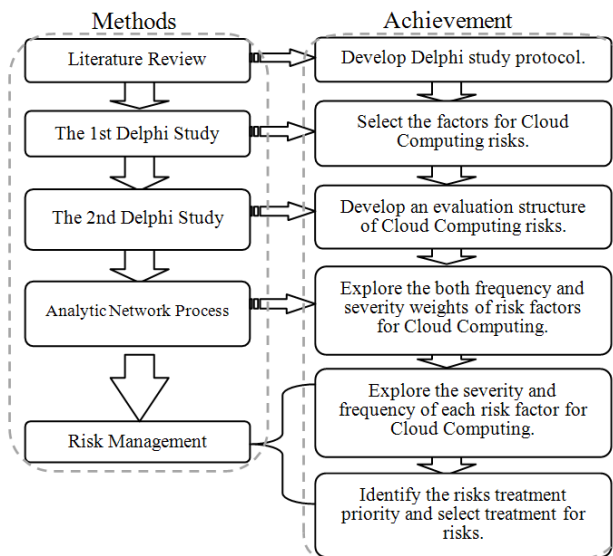 Methods
Achievement
Literature Review
Develop Delphi study protocol.
The 1st Delphi Study
Select the factors for Cloud
Computing risks.
The 2nd Delphi Study
Develop an evaluation structure
of Cloud Computing risks.
Analytic Network Process
Explore the both frequency and
severity weights of risk factors
for Cloud Computing.
Risk Management
Explore the severity and
frequency of each risk factor for
Cloud Computing.
Identify the risks treatment
priority and select treatment for
risks.